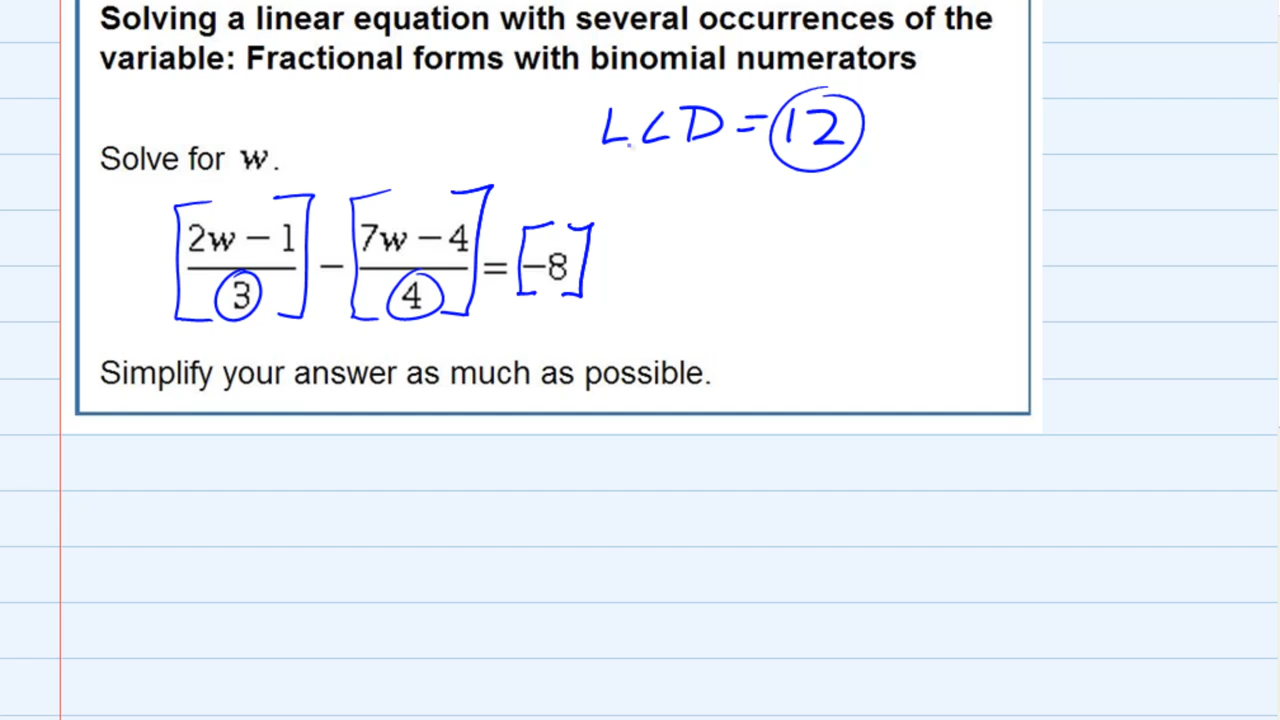 Solving a linear equation with several occurrences of the
variable: Fractional forms with binomial numerators
LCD = 12
Solve for w.
[2w − 1 / 3] − [7w − 4 / 4] = [−8]
Simplify your answer as much as possible.